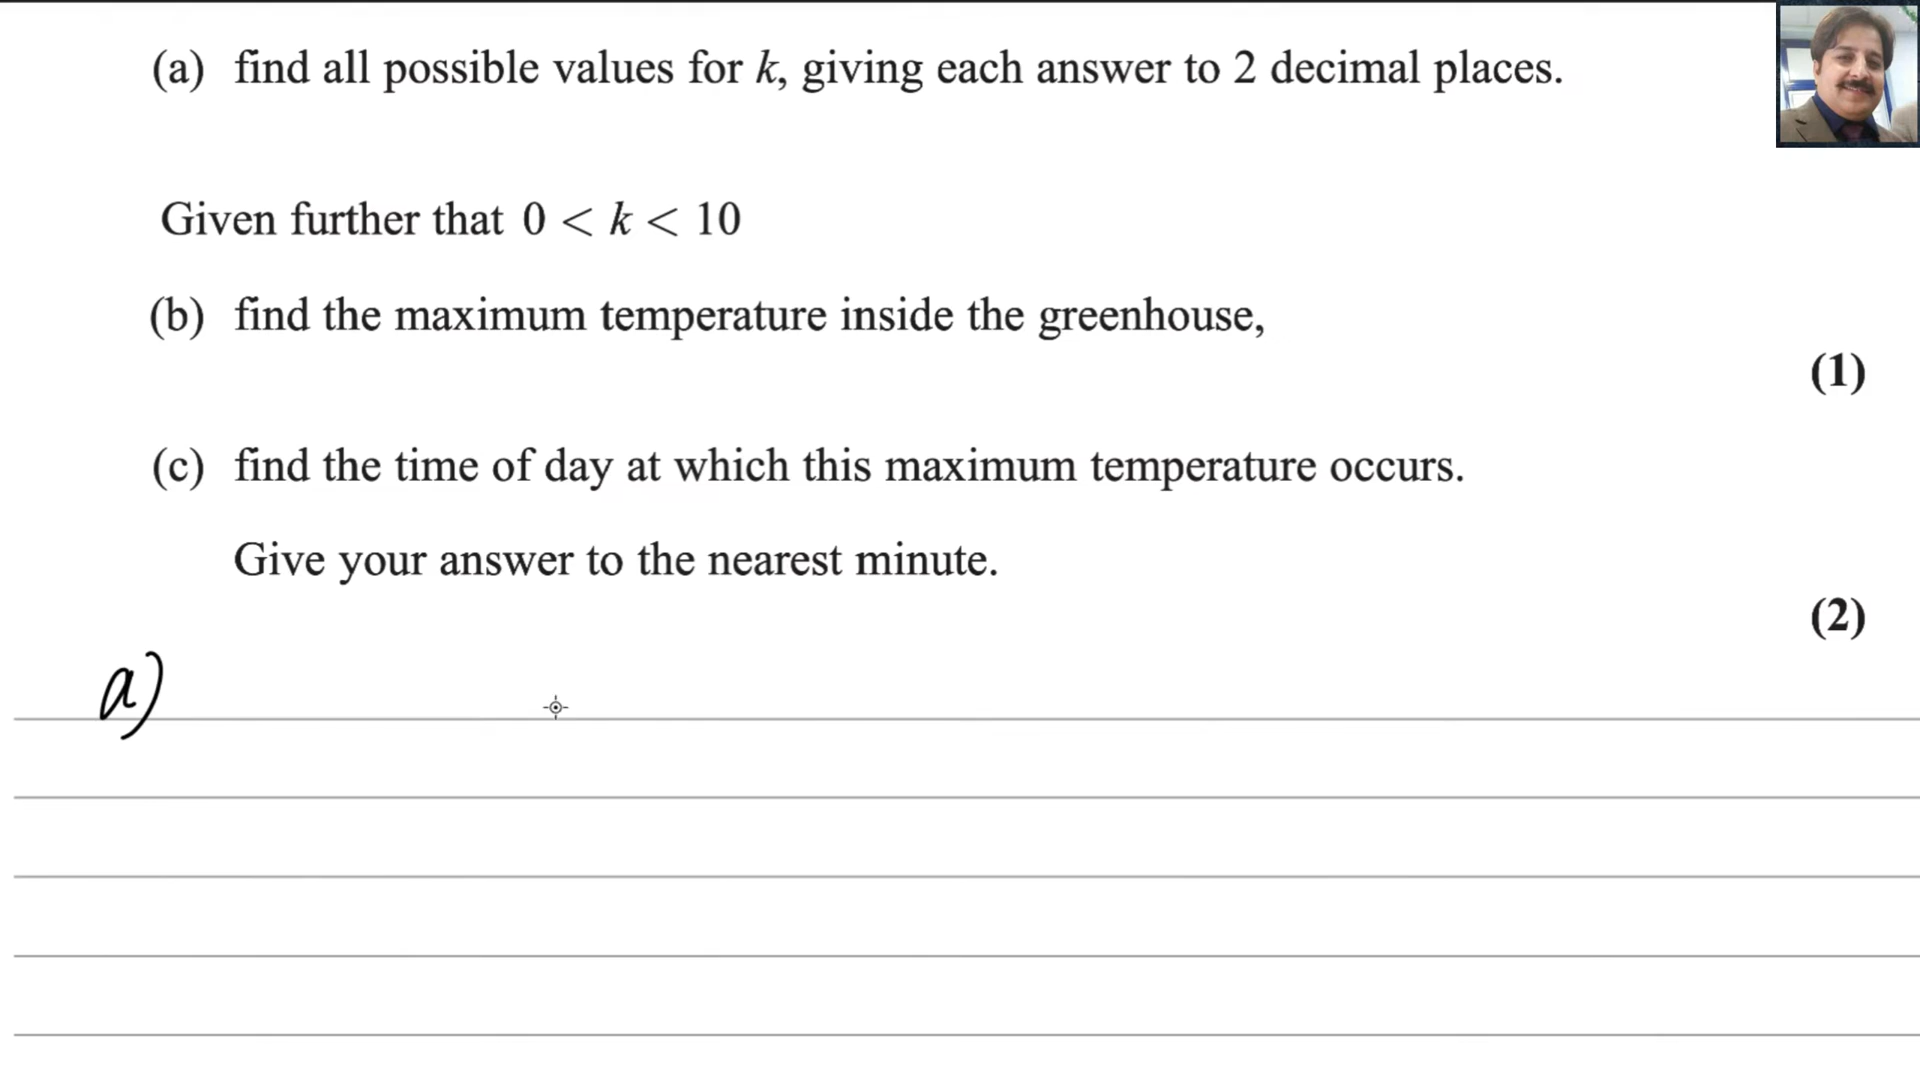 (a) find all possible values for k, giving each answer to 2 decimal places.
Given further that 0 < k < 10
(b) find the maximum temperature inside the greenhouse,
(1)
(c) find the time of day at which this maximum temperature occurs.
Give your answer to the nearest minute.
(2)
a)